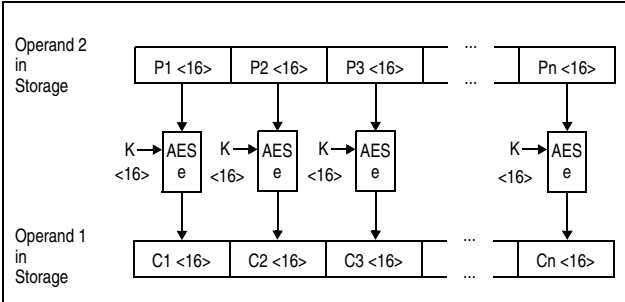 Operand 2
in
Storage
P1 <16> P2 <16> P3 <16> ... ... Pn <16>
K <16> AES e K <16> AES e K <16> AES e K <16> AES e
Operand 1
in
Storage
C1 <16> C2 <16> C3 <16> ... ... Cn <16>